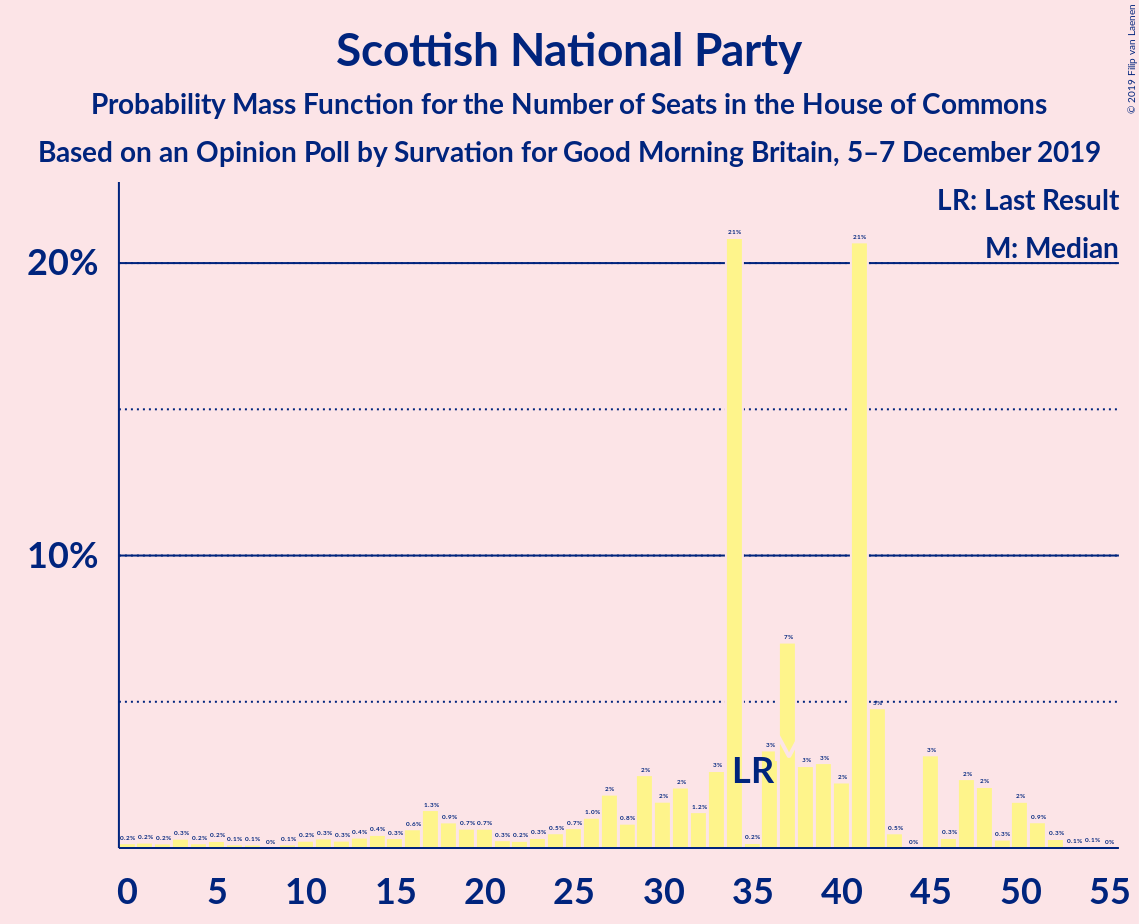 Scottish National Party
Probability Mass Function for the Number of Seats in the House of Commons
Based on an Opinion Poll by Survation for Good Morning Britain, 5–7 December 2019
© 2019 Filip van Laenen
LR: Last Result
M: Median
20%
10%
0.2% 0.2% 0.2% 0.3% 0.2% 0.2% 0.1% 0.1% 0% 0.1% 0.2% 0.3% 0.3% 0.4% 0.4% 0.3% 0.6% 1.3% 0.9% 0.7% 0.7% 0.3% 0.2% 0.3% 0.5% 0.7% 1.0% 2% 0.8% 2% 2% 2% 1.2% 3% 21% 0.2% 3% 7% 3% 3% 2% 21% 5% 0.5% 0% 3% 0.3% 2% 2% 0.3% 2% 0.9% 0.3% 0.1% 0.1% 0%
LR
0 5 10 15 20 25 30 35 40 45 50 55